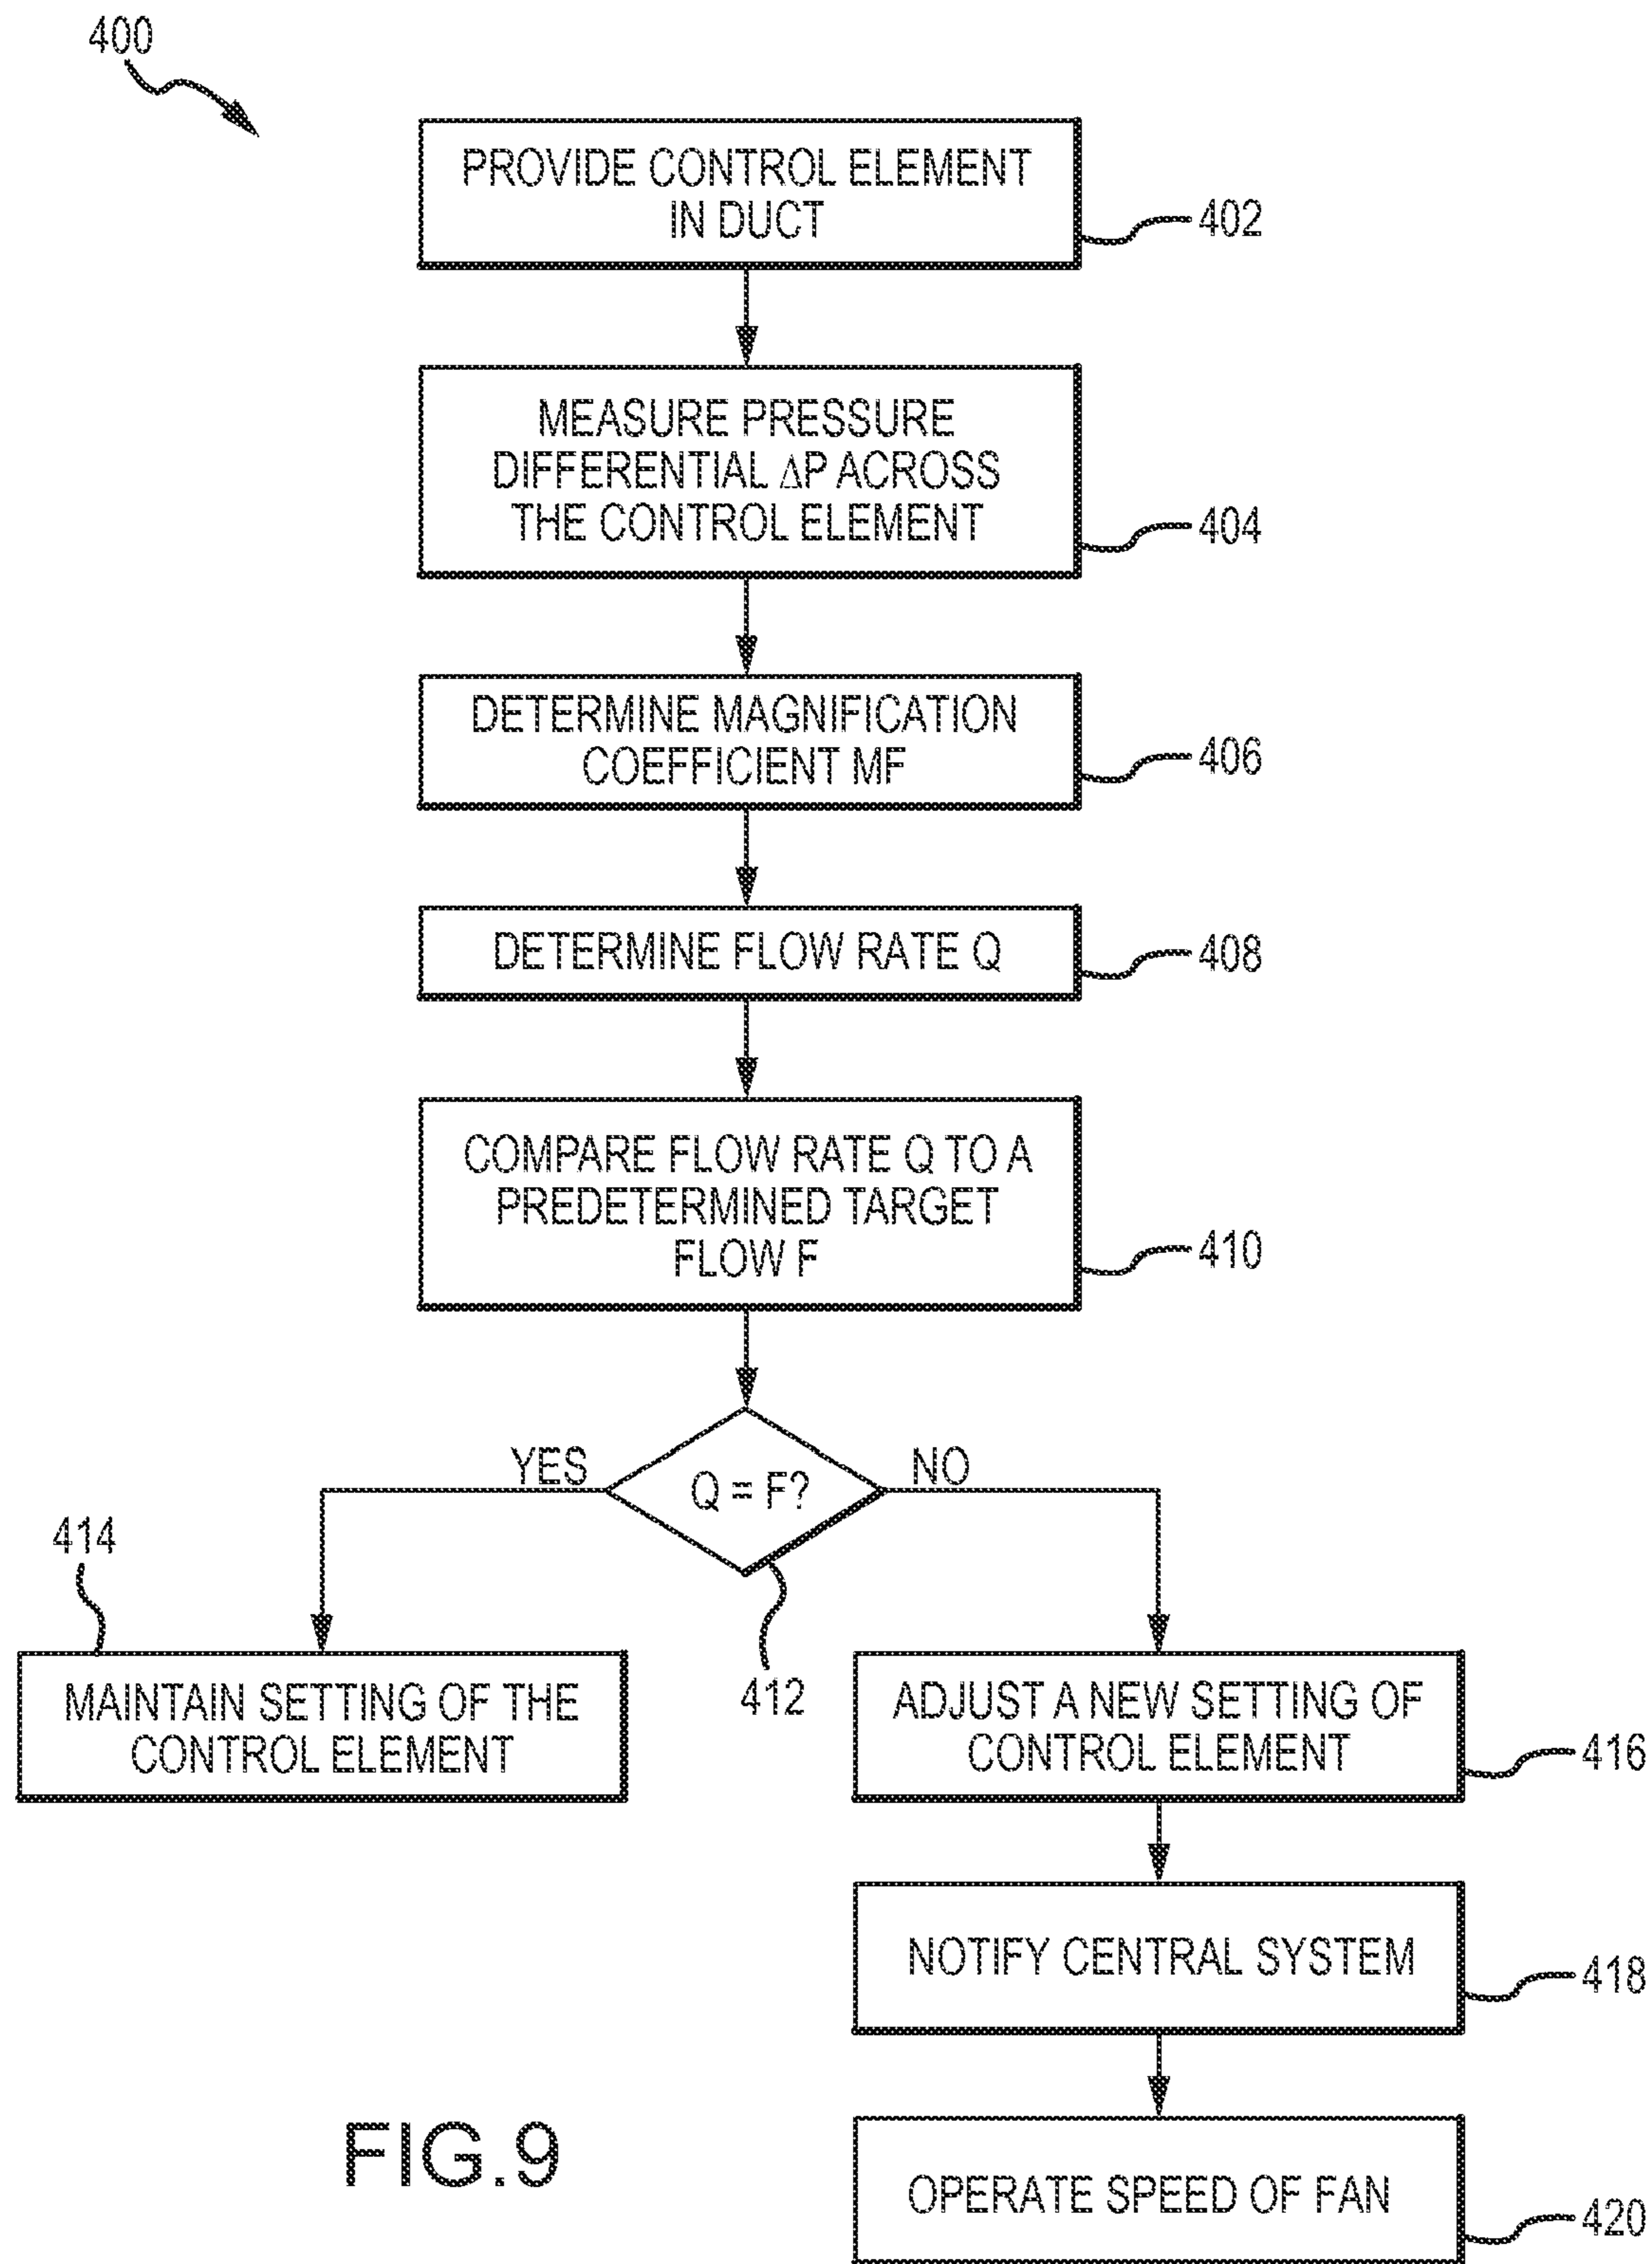 400
PROVIDE CONTROL ELEMENT
IN DUCT
402
MEASURE PRESSURE
DIFFERENTIAL ΔP ACROSS
THE CONTROL ELEMENT
404
DETERMINE MAGNIFICATION
COEFFICIENT MF
406
DETERMINE FLOW RATE Q
408
COMPARE FLOW RATE Q TO A
PREDETERMINED TARGET
FLOW F
410
YES
Q = F?
NO
412
414
MAINTAIN SETTING OF THE
CONTROL ELEMENT
ADJUST A NEW SETTING OF
CONTROL ELEMENT
416
NOTIFY CENTRAL SYSTEM
418
OPERATE SPEED OF FAN
420
FIG.9